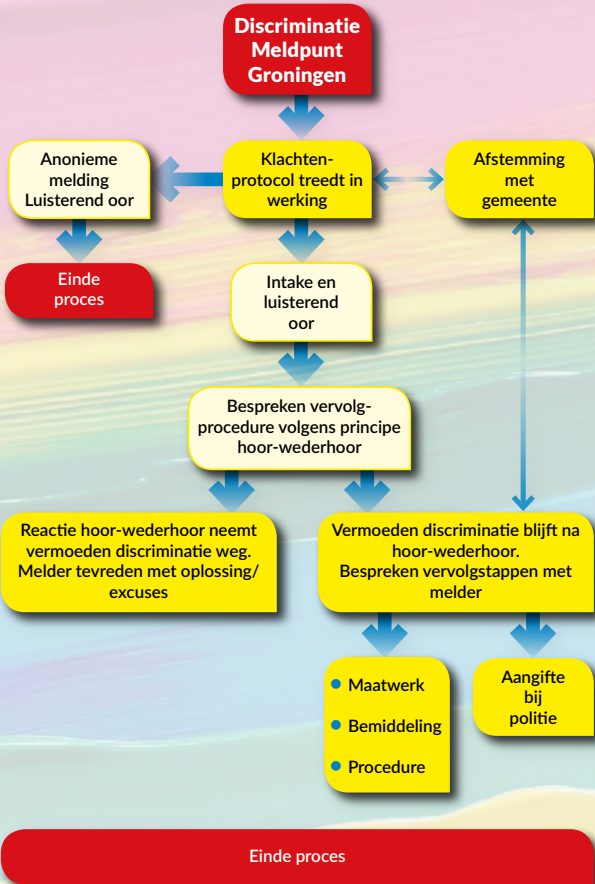 Discriminatie
Meldpunt
Groningen
Anonieme
melding
Luisterend oor
Klachten-
protocol treedt in
werking
Afstemming
met
gemeente
Einde
proces
Intake en
luisterend
oor
Bespreken vervolg-
procedure volgens principe
hoor-wederhoor
Reactie hoor-wederhoor neemt
vermoeden discriminatie weg.
Melder tevreden met oplossing/
excuses
Vermoeden discriminatie blijft na
hoor-wederhoor.
Bespreken vervolgstappen met
melder
Maatwerk
Bemiddeling
Procedure
Aangifte
bij
politie
Einde proces